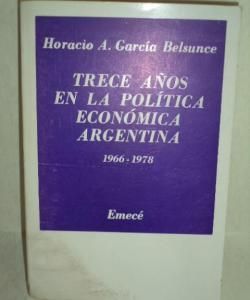 Horacio A. García Belsunce
TRECE AÑOS
EN LA POLÍTICA
ECONÓMICA
ARGENTINA
1966-1978
Emecé